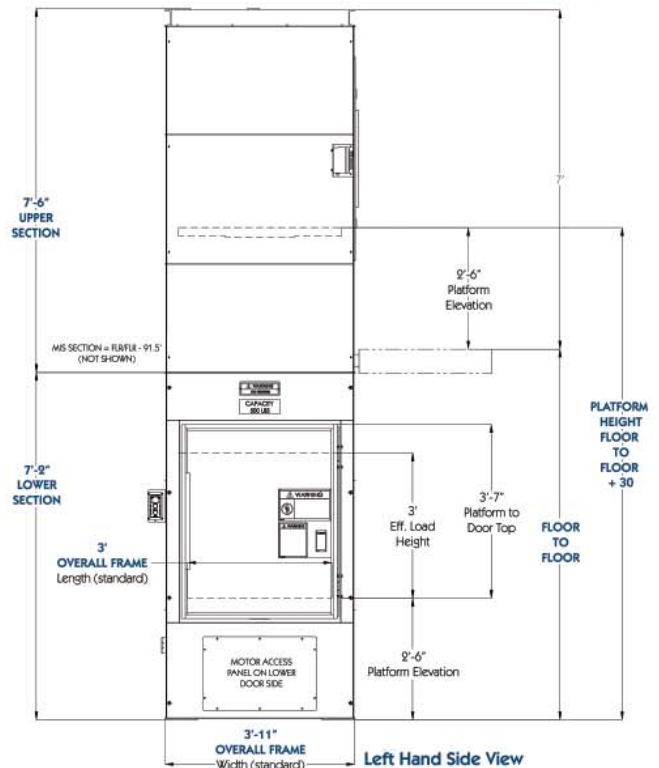 7'-6"
UPPER
SECTION
7'
2'-6"
Platform
Elevation
MIS SECTION = FLR/FLR - 91.5'
(NOT SHOWN)
WARNING
CAPACITY
500 LBS
PLATFORM
HEIGHT
FLOOR
TO
FLOOR
+ 30
7'-2"
LOWER
SECTION
WARNING
3'
Eff. Load
Height
3'-7"
Platform to
Door Top
FLOOR
TO
FLOOR
3'
OVERALL FRAME
Length (standard)
2'-6"
Platform Elevation
MOTOR ACCESS
PANEL ON LOWER
DOOR SIDE
3'-11"
OVERALL FRAME
Width (standard)
Left Hand Side View